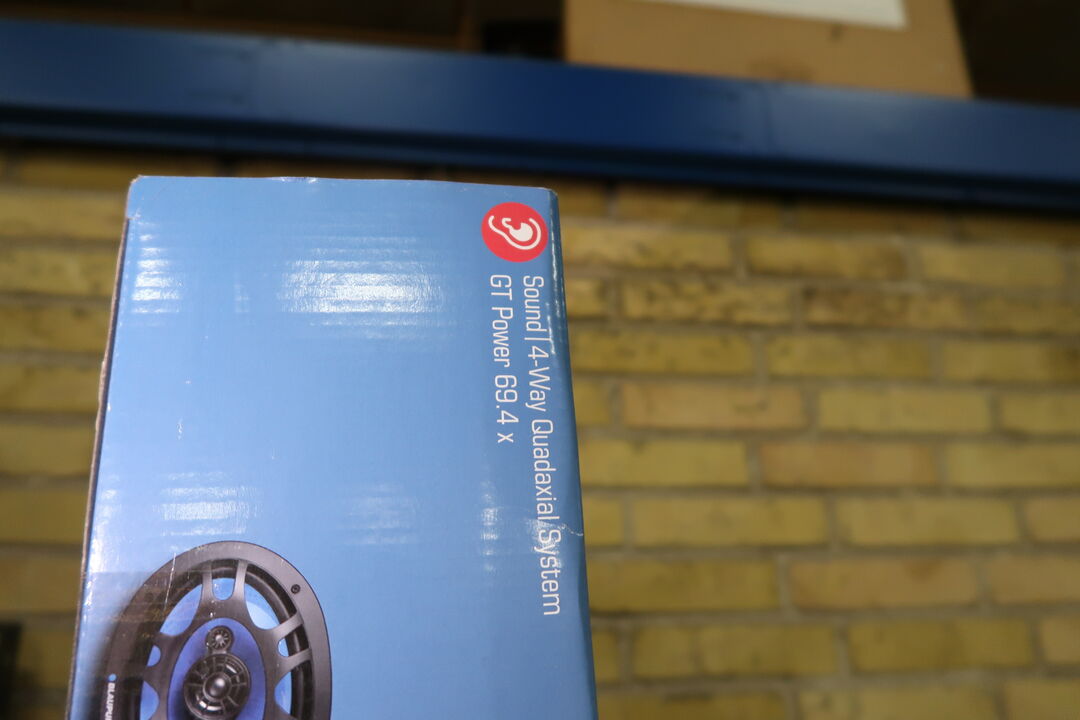 Sound | 4-Way Quadaxial System
GT Power 69.4 x